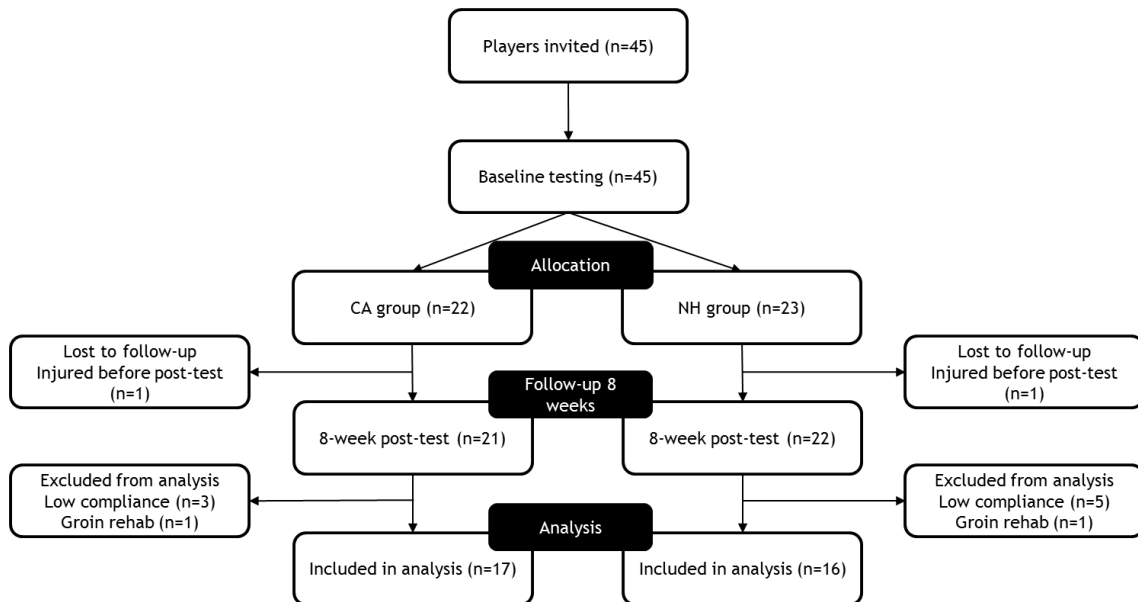 Players invited (n=45)
Baseline testing (n=45)
Allocation
CA group (n=22)
NH group (n=23)
Lost to follow-up
Injured before post-test
(n=1)
Lost to follow-up
Injured before post-test
(n=1)
Follow-up 8
weeks
8-week post-test (n=21)
8-week post-test (n=22)
Excluded from analysis
Low compliance (n=3)
Groin rehab (n=1)
Excluded from analysis
Low compliance (n=5)
Groin rehab (n=1)
Analysis
Included in analysis (n=17)
Included in analysis (n=16)